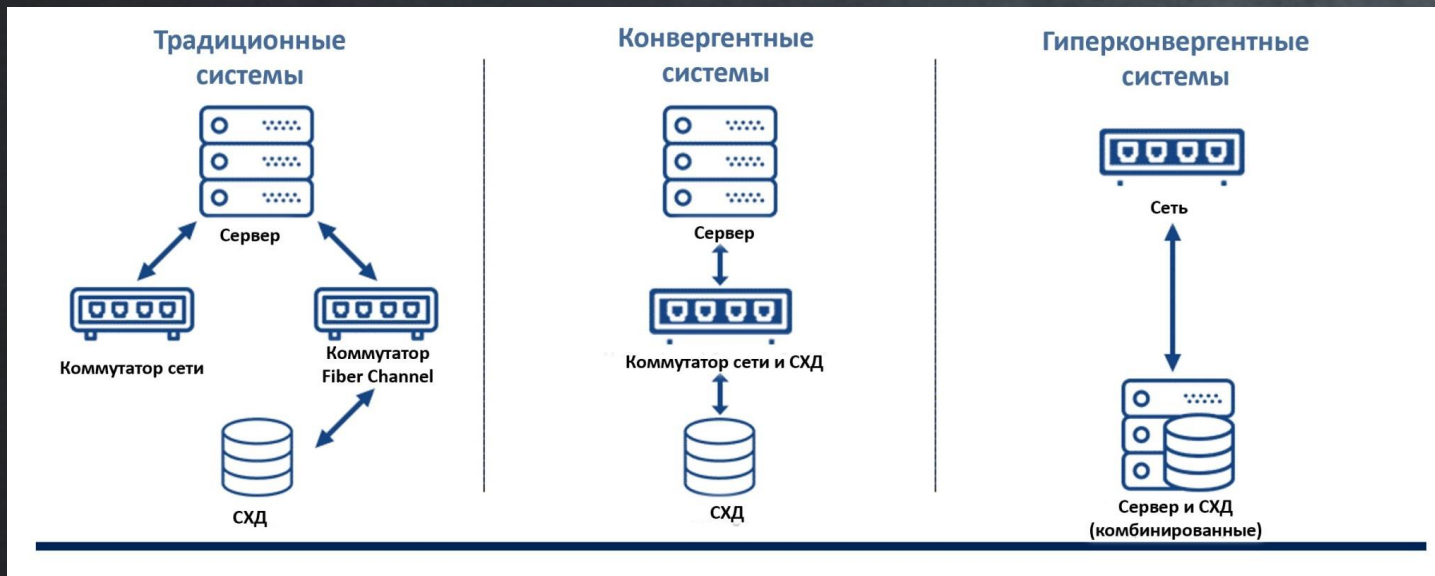 Традиционные
системы
Сервер
Коммутатор сети
Коммутатор
Fiber Channel
СХД
Конвергентные
системы
Сервер
Коммутатор сети и СХД
СХД
Гиперконвергентные
системы
Сеть
Сервер и СХД
(комбинированные)